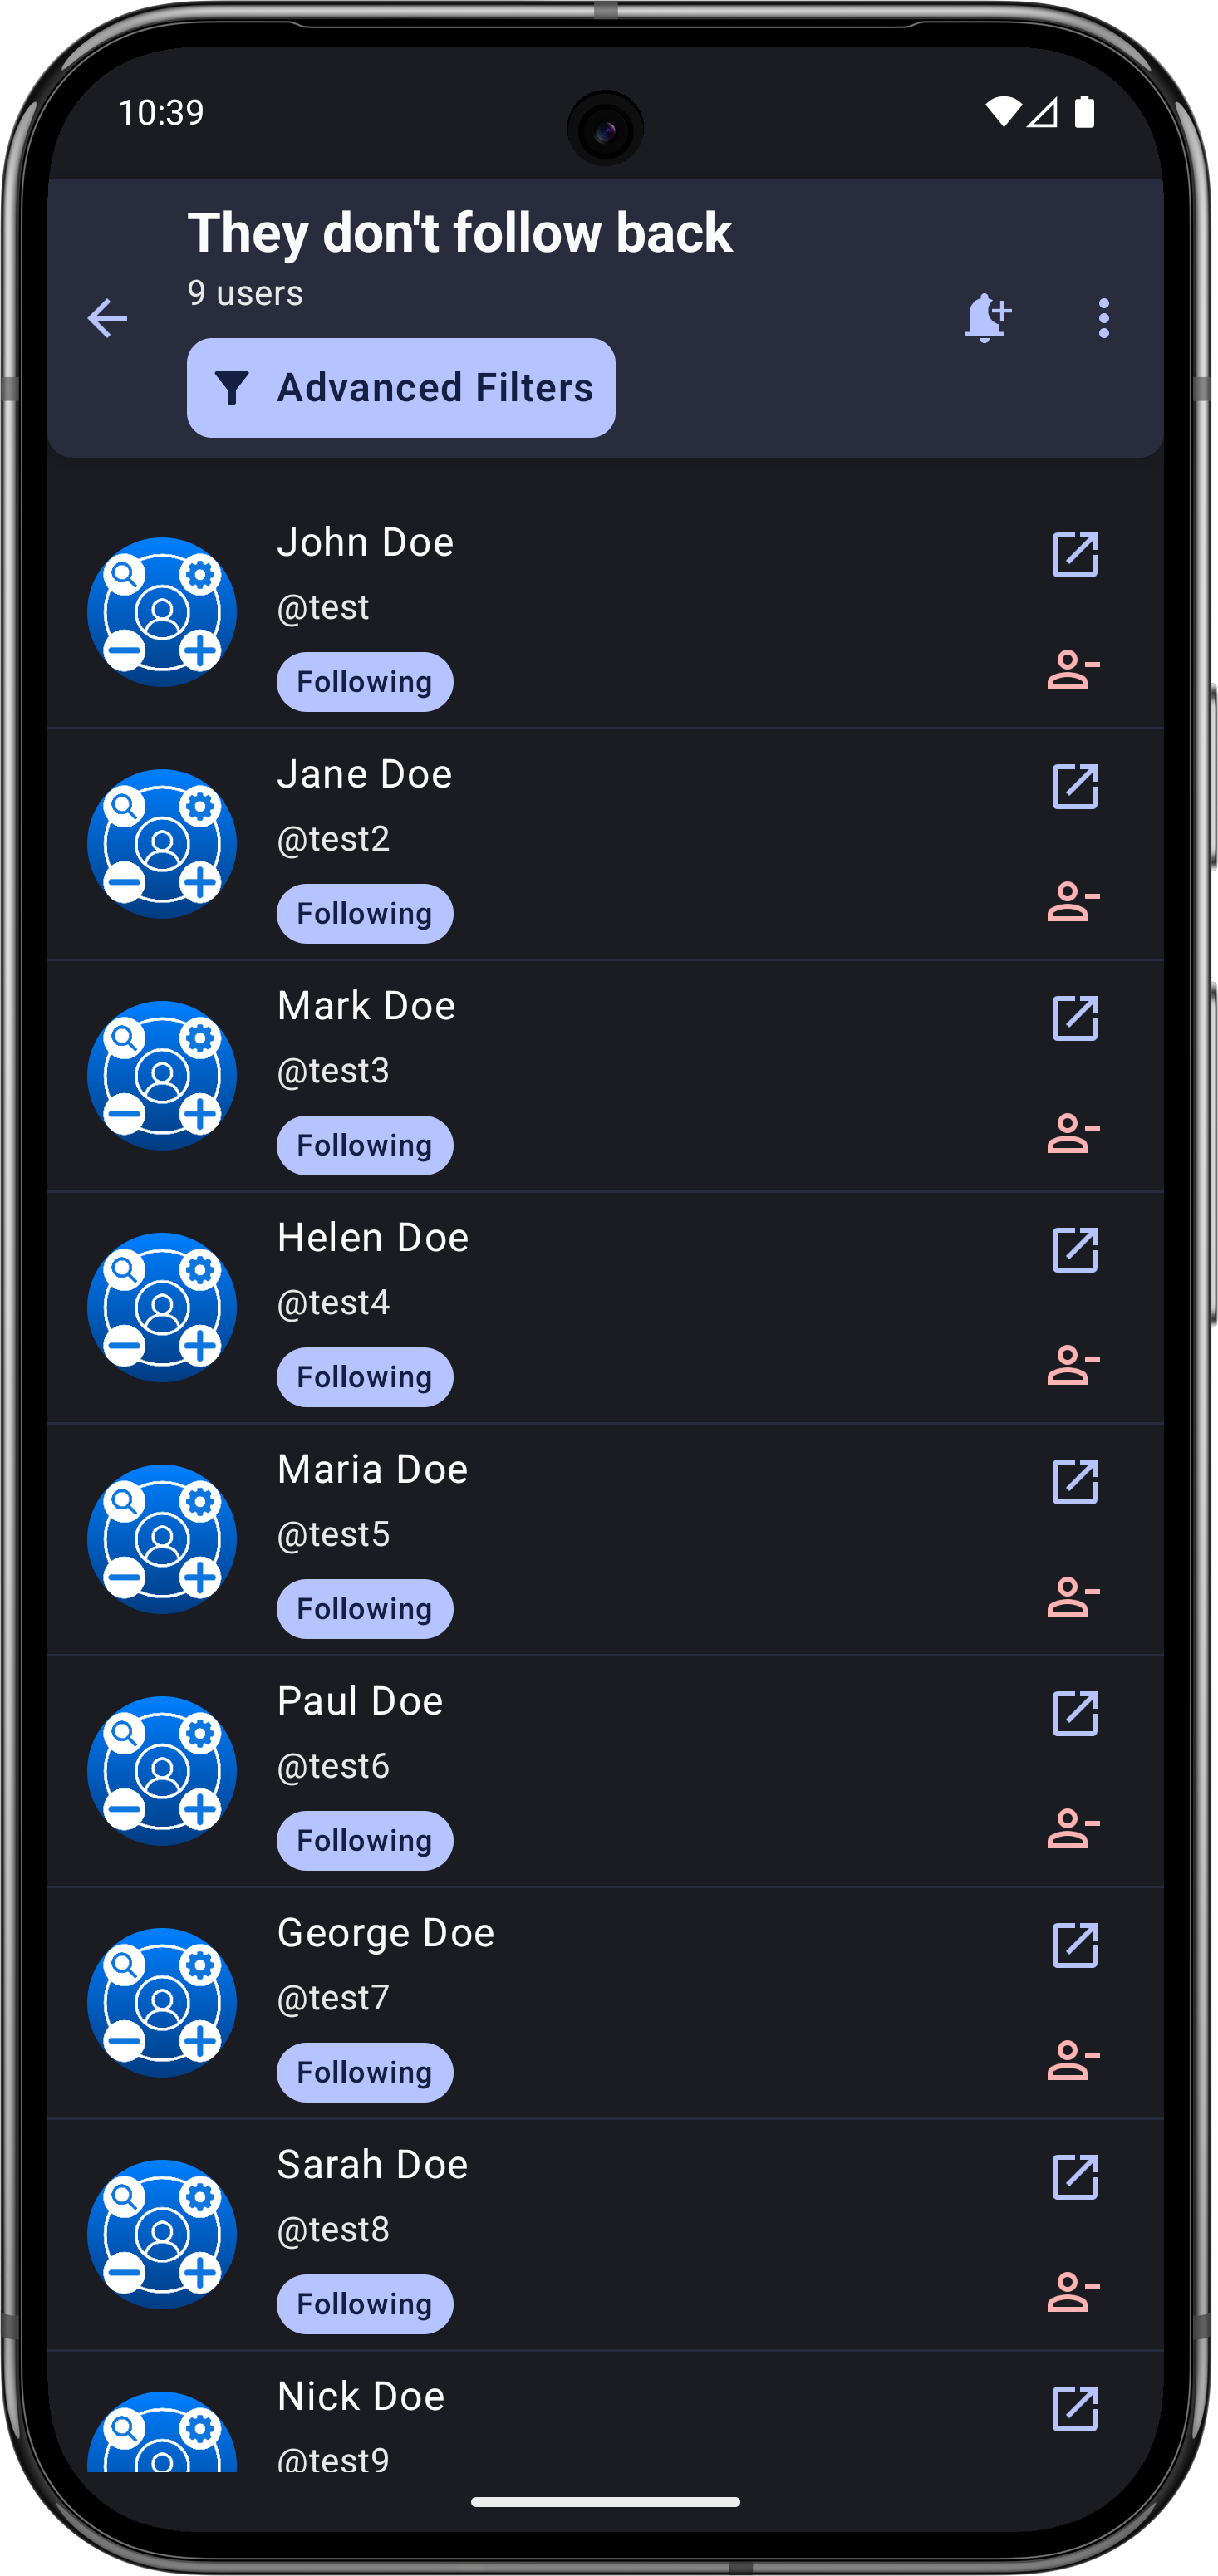 10:39
They don't follow back
9 users
Advanced Filters
John Doe
@test
Following
Jane Doe
@test2
Following
Mark Doe
@test3
Following
Helen Doe
@test4
Following
Maria Doe
@test5
Following
Paul Doe
@test6
Following
George Doe
@test7
Following
Sarah Doe
@test8
Following
Nick Doe
@test9